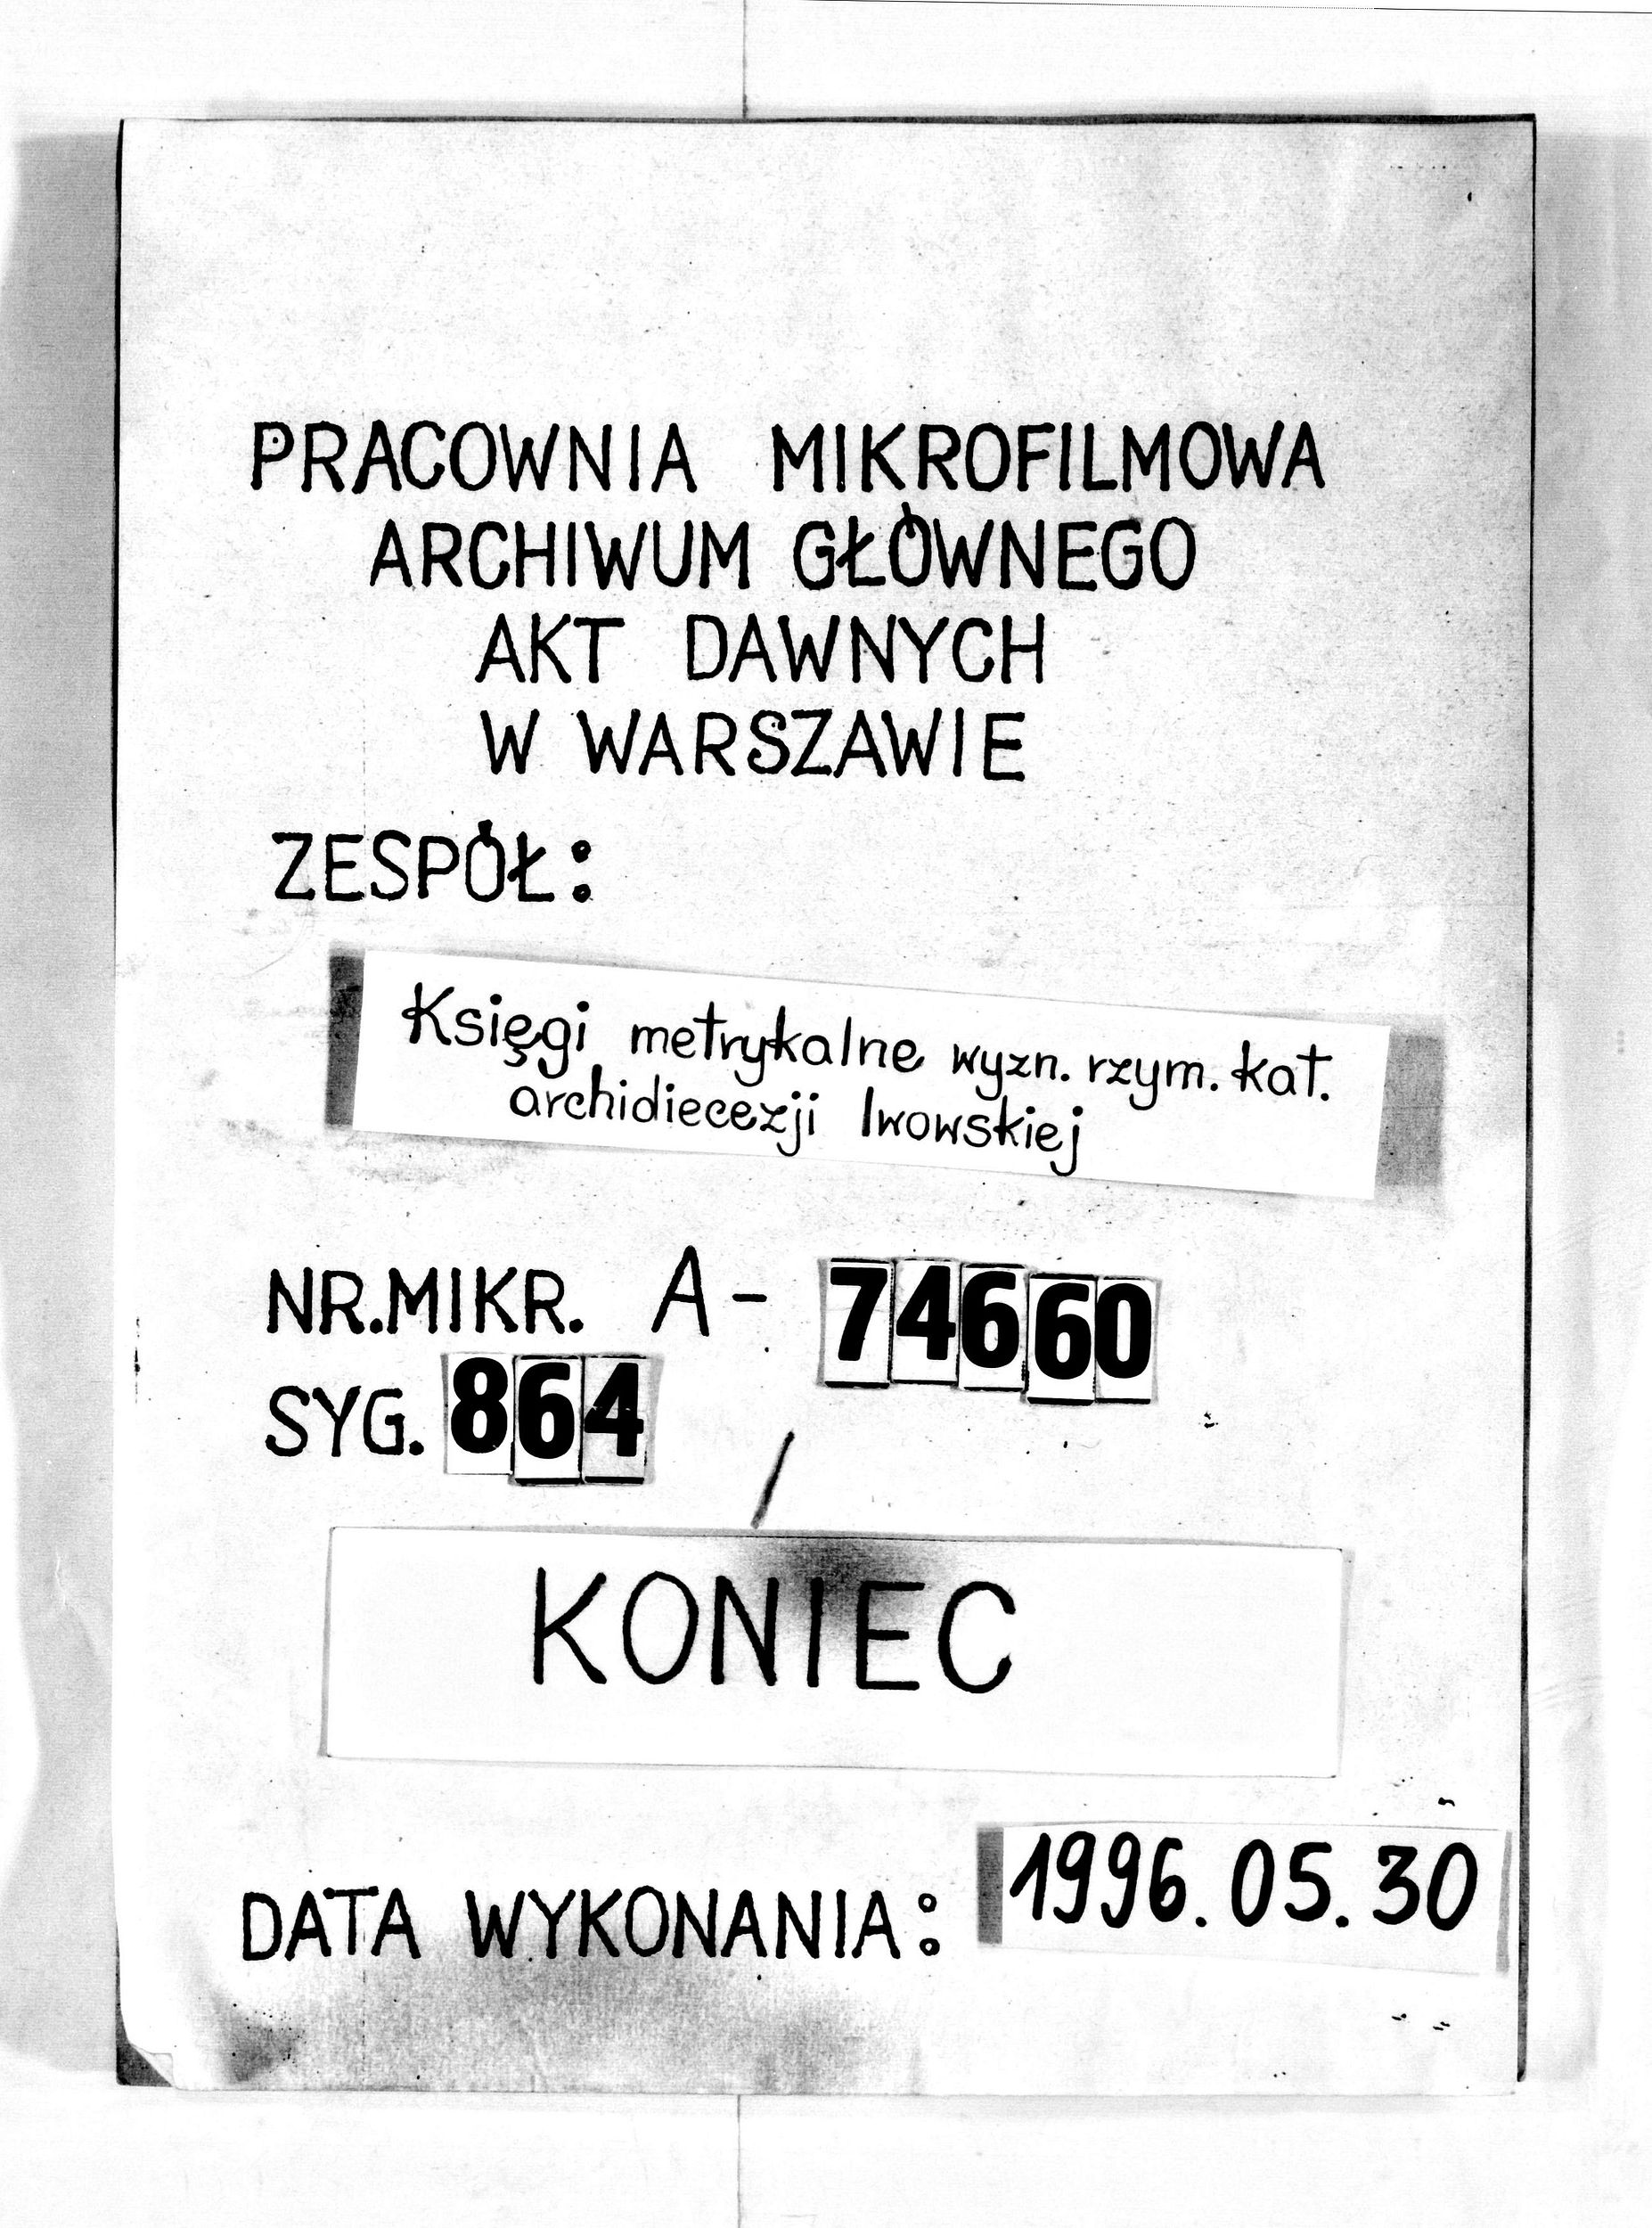 PRACOWNIA MIKROFILMOWA
ARCHIWUM GŁÓWNEGO
AKT DAWNYCH
W WARSZAWIE
ZESPÓŁ:
Księgi metrykalne wyzn. rzym. kat.
archidiecezji lwowskiej
NR.MIKR. A- 74660
SYG. 864
KONIEC
DATA WYKONANIA: 1996.05.30